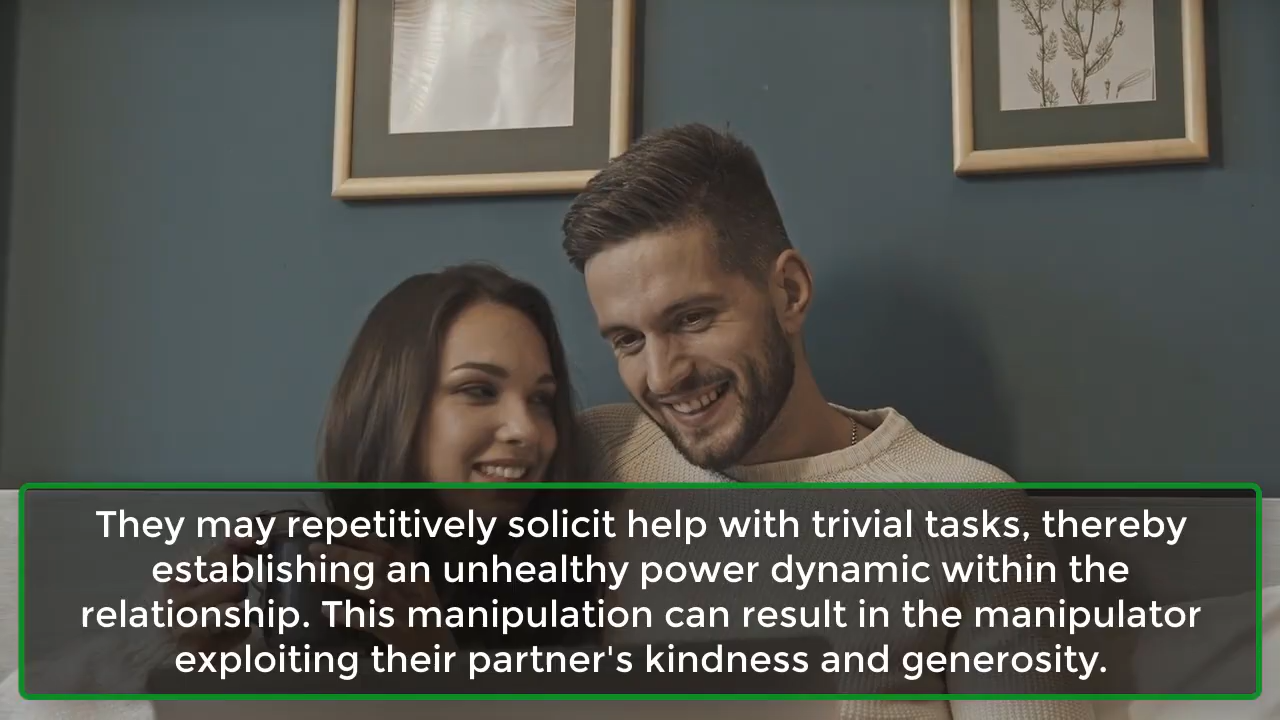 They may repetitively solicit help with trivial tasks, thereby
establishing an unhealthy power dynamic within the
relationship. This manipulation can result in the manipulator
exploiting their partner's kindness and generosity.